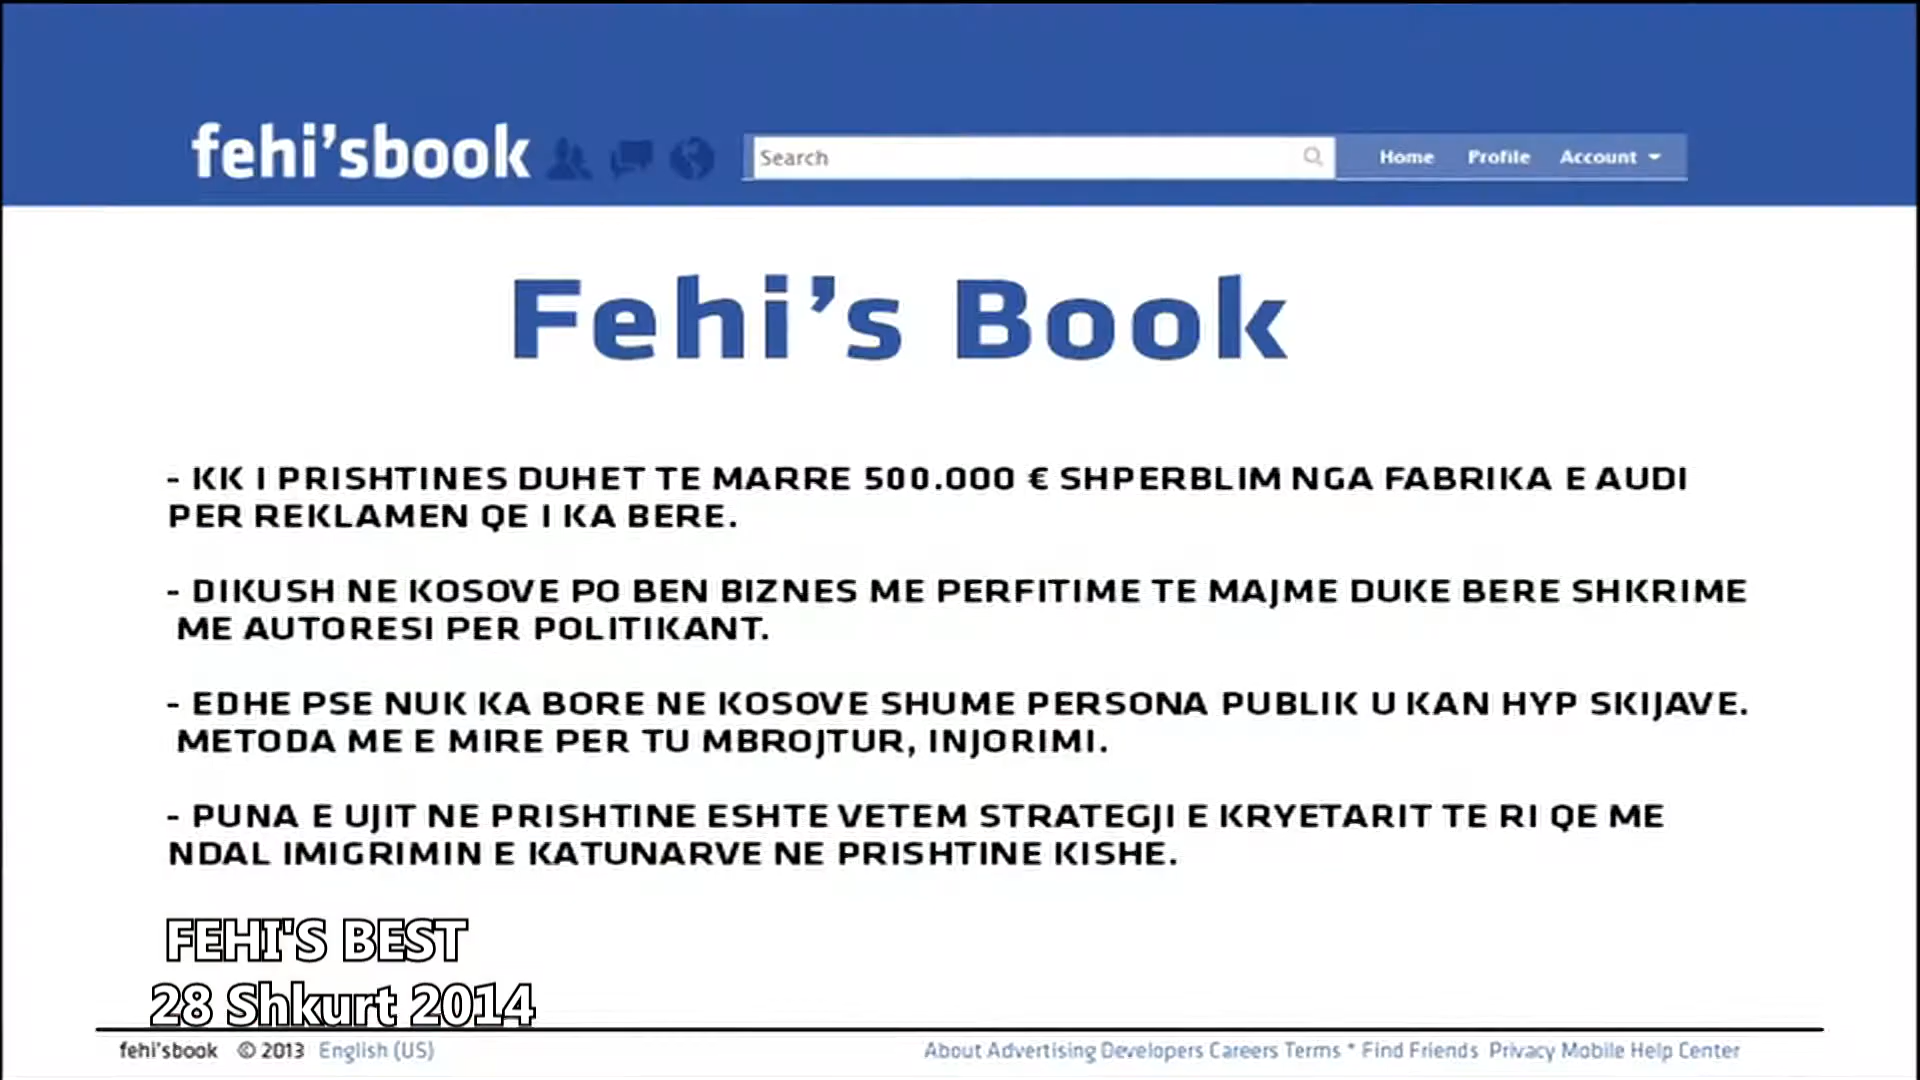 fehi'sbook
Search
Home Profile Account
Fehi's Book
- KK I PRISHTINES DUHET TE MARRE 500.000 € SHPERBLIM NGA FABRIKA E AUDI
PER REKLAMEN QE I KA BERE.
- DIKUSH NE KOSOVE PO BEN BIZNES ME PERFITIME TE MAJME DUKE BERE SHKRIME
ME AUTORESI PER POLITIKANT.
- EDHE PSE NUK KA BORE NE KOSOVE SHUME PERSONA PUBLIK U KAN HYP SKIJAVE.
METODA ME E MIRE PER TU MBROJTUR, INJORIMI.
- PUNA E UJIT NE PRISHTINE ESHTE VETEM STRATEGJI E KRYETARIT TE RI QE ME
NDAL IMIGRIMIN E KATUNARVE NE PRISHTINE KISHE.
FEHI'S BEST
28 Shkurt 2014
fehi'sbook © 2013 English (US) About Advertising Developers Careers Terms * Find Friends Privacy Mobile Help Center